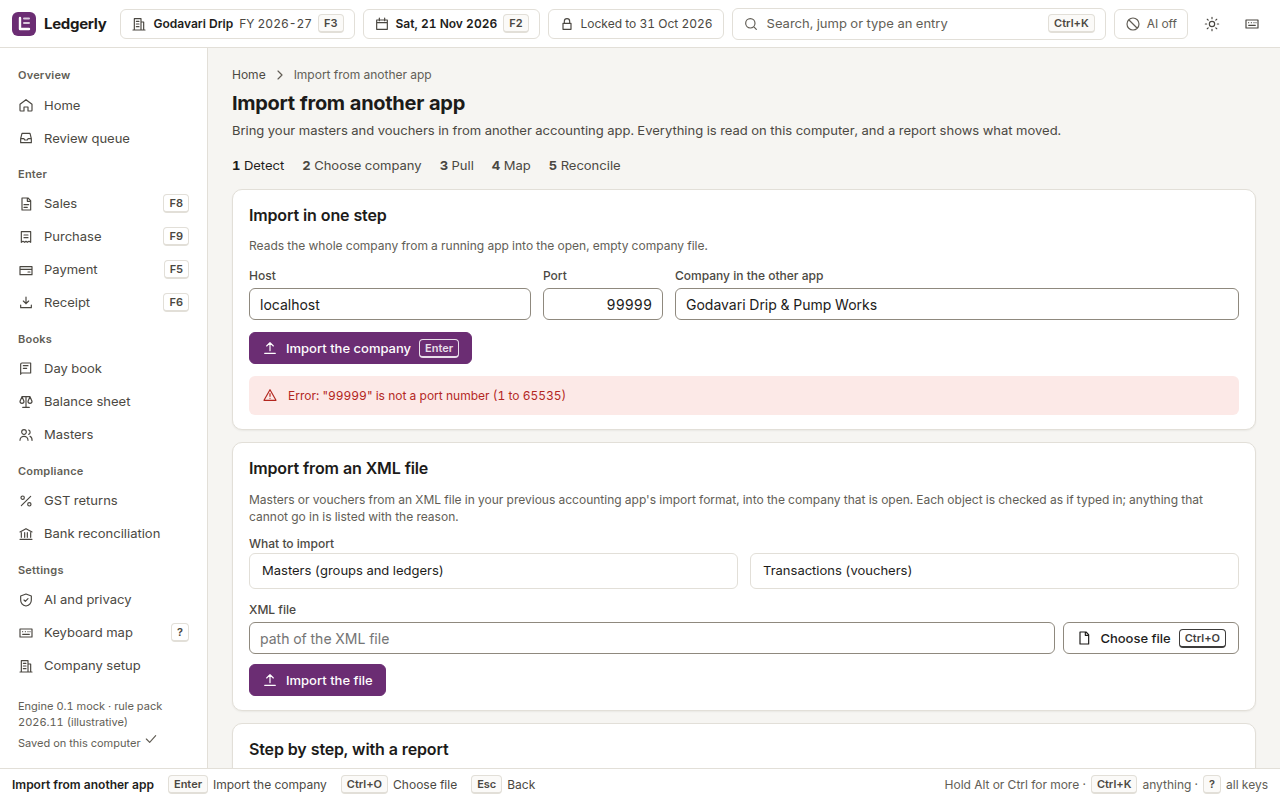 Ledgerly
Godavari Drip FY 2026-27 F3
Sat, 21 Nov 2026 F2
Locked to 31 Oct 2026
Search, jump or type an entry Ctrl+K
AI off
Overview
Home
Review queue
Enter
Sales F8
Purchase F9
Payment F5
Receipt F6
Books
Day book
Balance sheet
Masters
Compliance
GST returns
Bank reconciliation
Settings
AI and privacy
Keyboard map ?
Company setup
Engine 0.1 mock · rule pack
2026.11 (illustrative)
Saved on this computer
Home > Import from another app
Import from another app
Bring your masters and vouchers in from another accounting app. Everything is read on this computer, and a report shows what moved.
1 Detect 2 Choose company 3 Pull 4 Map 5 Reconcile
Import in one step
Reads the whole company from a running app into the open, empty company file.
Host Port Company in the other app
localhost 99999 Godavari Drip & Pump Works
Import the company Enter
Error: "99999" is not a port number (1 to 65535)
Import from an XML file
Masters or vouchers from an XML file in your previous accounting app's import format, into the company that is open. Each object is checked as if typed in; anything that
cannot go in is listed with the reason.
What to import
Masters (groups and ledgers) Transactions (vouchers)
XML file
path of the XML file Choose file Ctrl+O
Import the file
Step by step, with a report
Import from another app Enter Import the company Ctrl+O Choose file Esc Back
Hold Alt or Ctrl for more · Ctrl+K anything · ? all keys